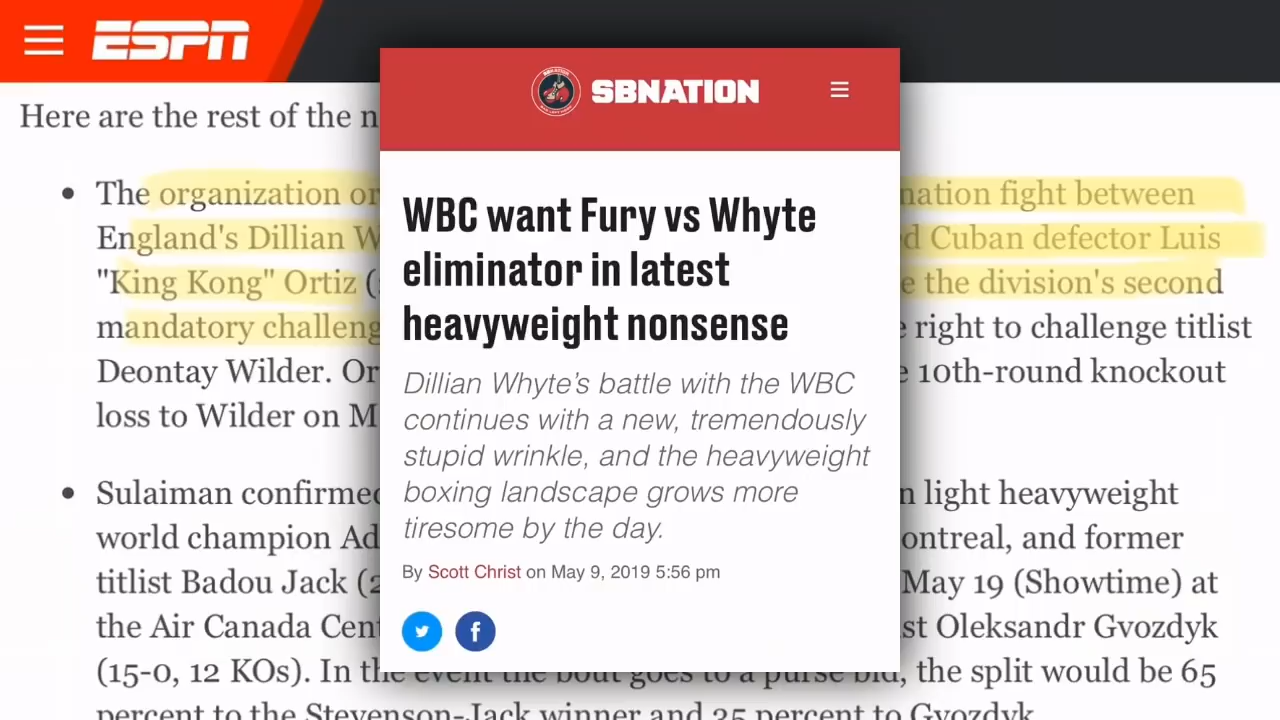 ESPN
Here are the rest of the n
The organization or
nation fight between
England's Dillian W
d Cuban defector Luis
"King Kong" Ortiz (
e the division's second
mandatory challeng
e right to challenge titlist
Deontay Wilder. Or
e 10th-round knockout
loss to Wilder on M
Sulaiman confirmed
n light heavyweight
world champion Ad
ontreal, and former
titlist Badou Jack (2
May 19 (Showtime) at
the Air Canada Cen
st Oleksandr Gvozdyk
(15-0, 12 KOs). In the event the bout goes to a purse bid, the split would be 65
percent to the Stevenson-Jack winner and 35 percent to Gvozdyk.
SBNATION
WBC want Fury vs Whyte
eliminator in latest
heavyweight nonsense
Dillian Whyte's battle with the WBC
continues with a new, tremendously
stupid wrinkle, and the heavyweight
boxing landscape grows more
tiresome by the day.
By Scott Christ on May 9, 2019 5:56 pm